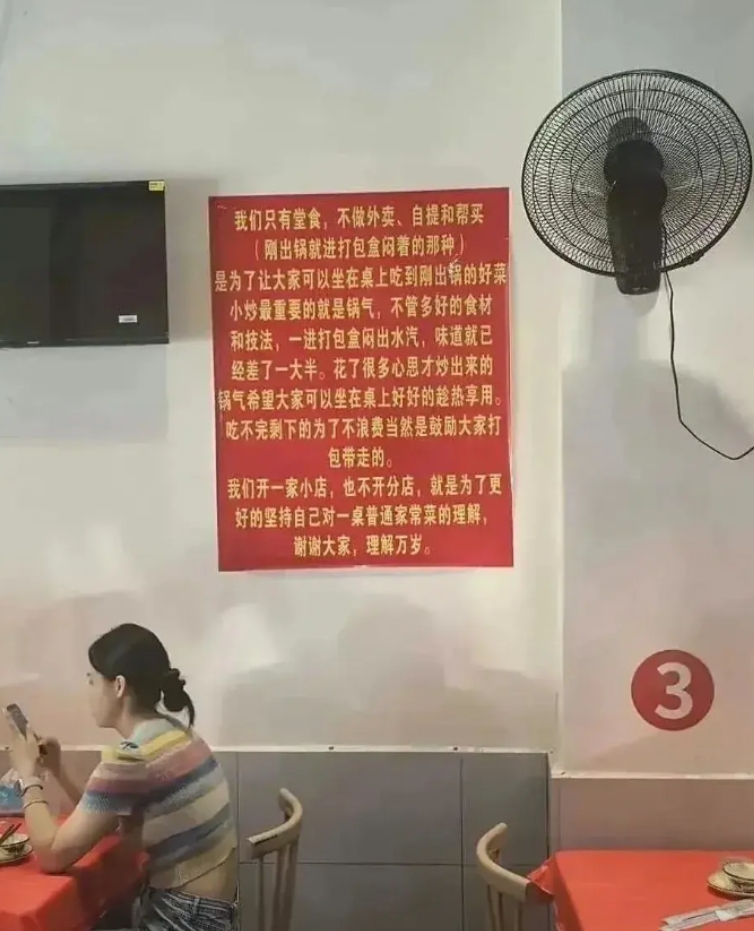 我们只有堂食，不做外卖、自提和帮买
（刚出锅就进打包盒闷着的那种）
是为了让大家可以坐在桌上吃到刚出锅的好菜
小炒最重要的就是锅气，不管多好的食材
和技法，一进打包盒闷出水汽，味道就已
经差了一大半。花了很多心思才炒出来的
锅气希望大家可以坐在桌上好好的趁热享用。
吃不完剩下的为了不浪费当然是鼓励大家打
包带走的。
我们开一家小店，也不开分店，就是为了更
好的坚持自己对一桌普通家常菜的理解，
谢谢大家，理解万岁。
3